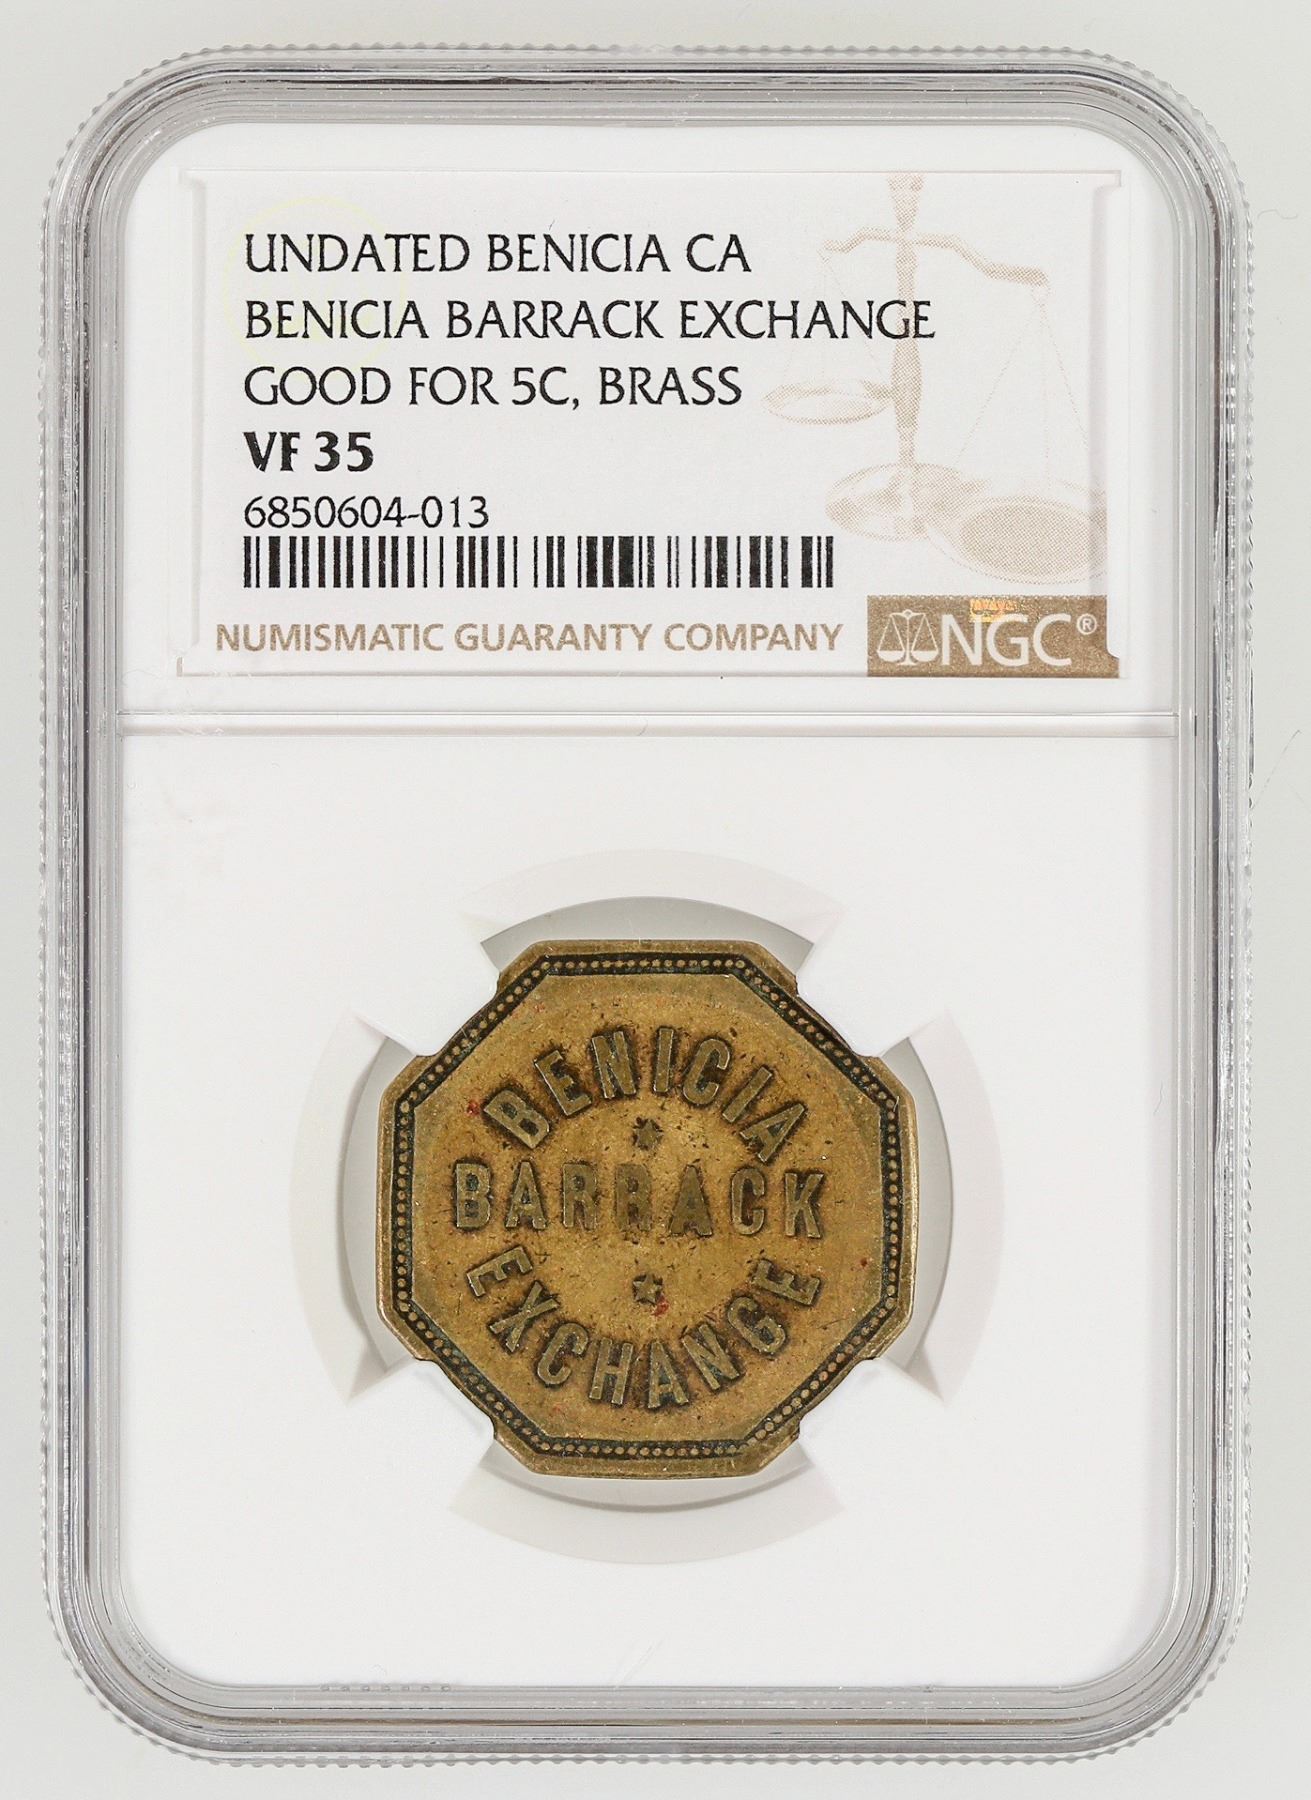 UNDATED BENICIA CA
BENICIA BARRACK EXCHANGE
GOOD FOR 5C, BRASS
VF 35
6850604-013
NUMISMATIC GUARANTY COMPANY
NGC®
BENICIA
BARRACK
EXCHANGE